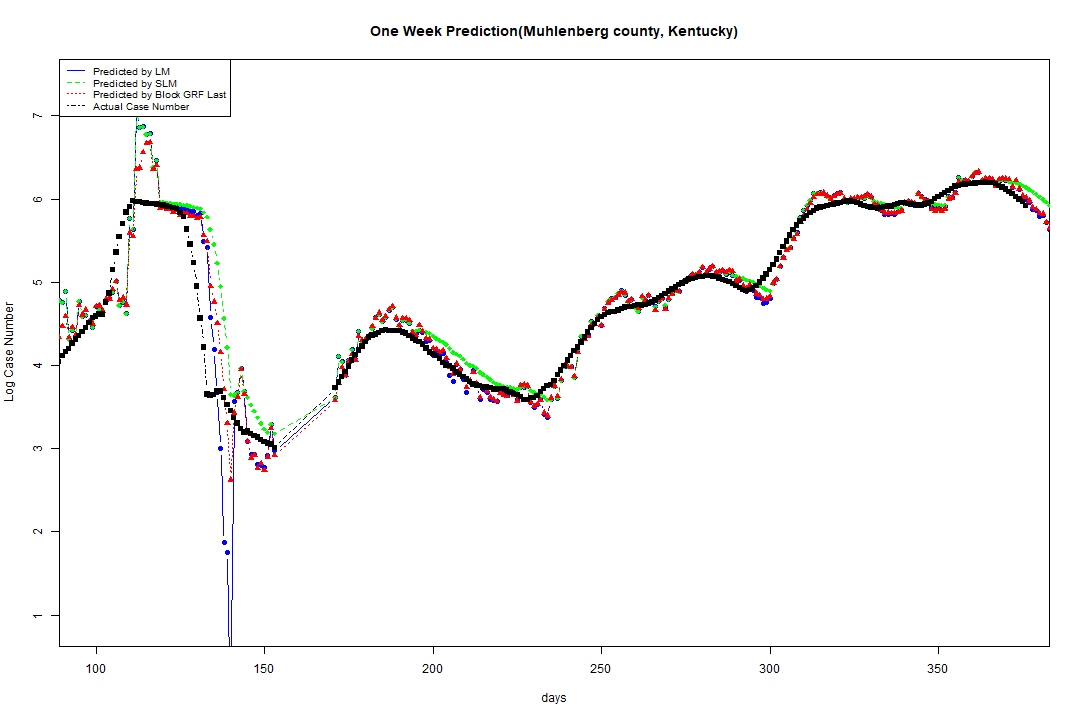 One Week Prediction(Muhlenberg county, Kentucky)
Predicted by LM
Predicted by SLM
Predicted by Block GRF Last
Actual Case Number
7
6
5
4
3
2
1
Log Case Number
100 150 200 250 300 350
days